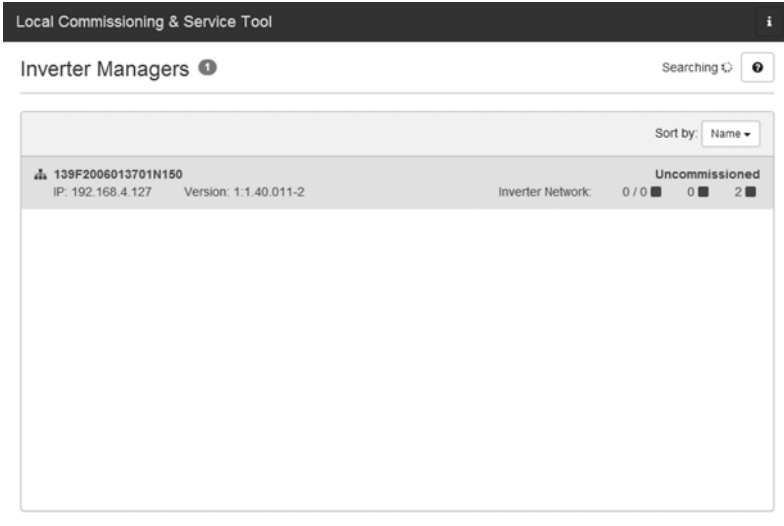 Local Commissioning & Service Tool
i
Inverter Managers 1
Searching
?
Sort by: Name
139F2006013701N150 Uncommissioned
IP: 192.168.4.127 Version: 1:1.40.011-2 Inverter Network: 0 / 0 0 2